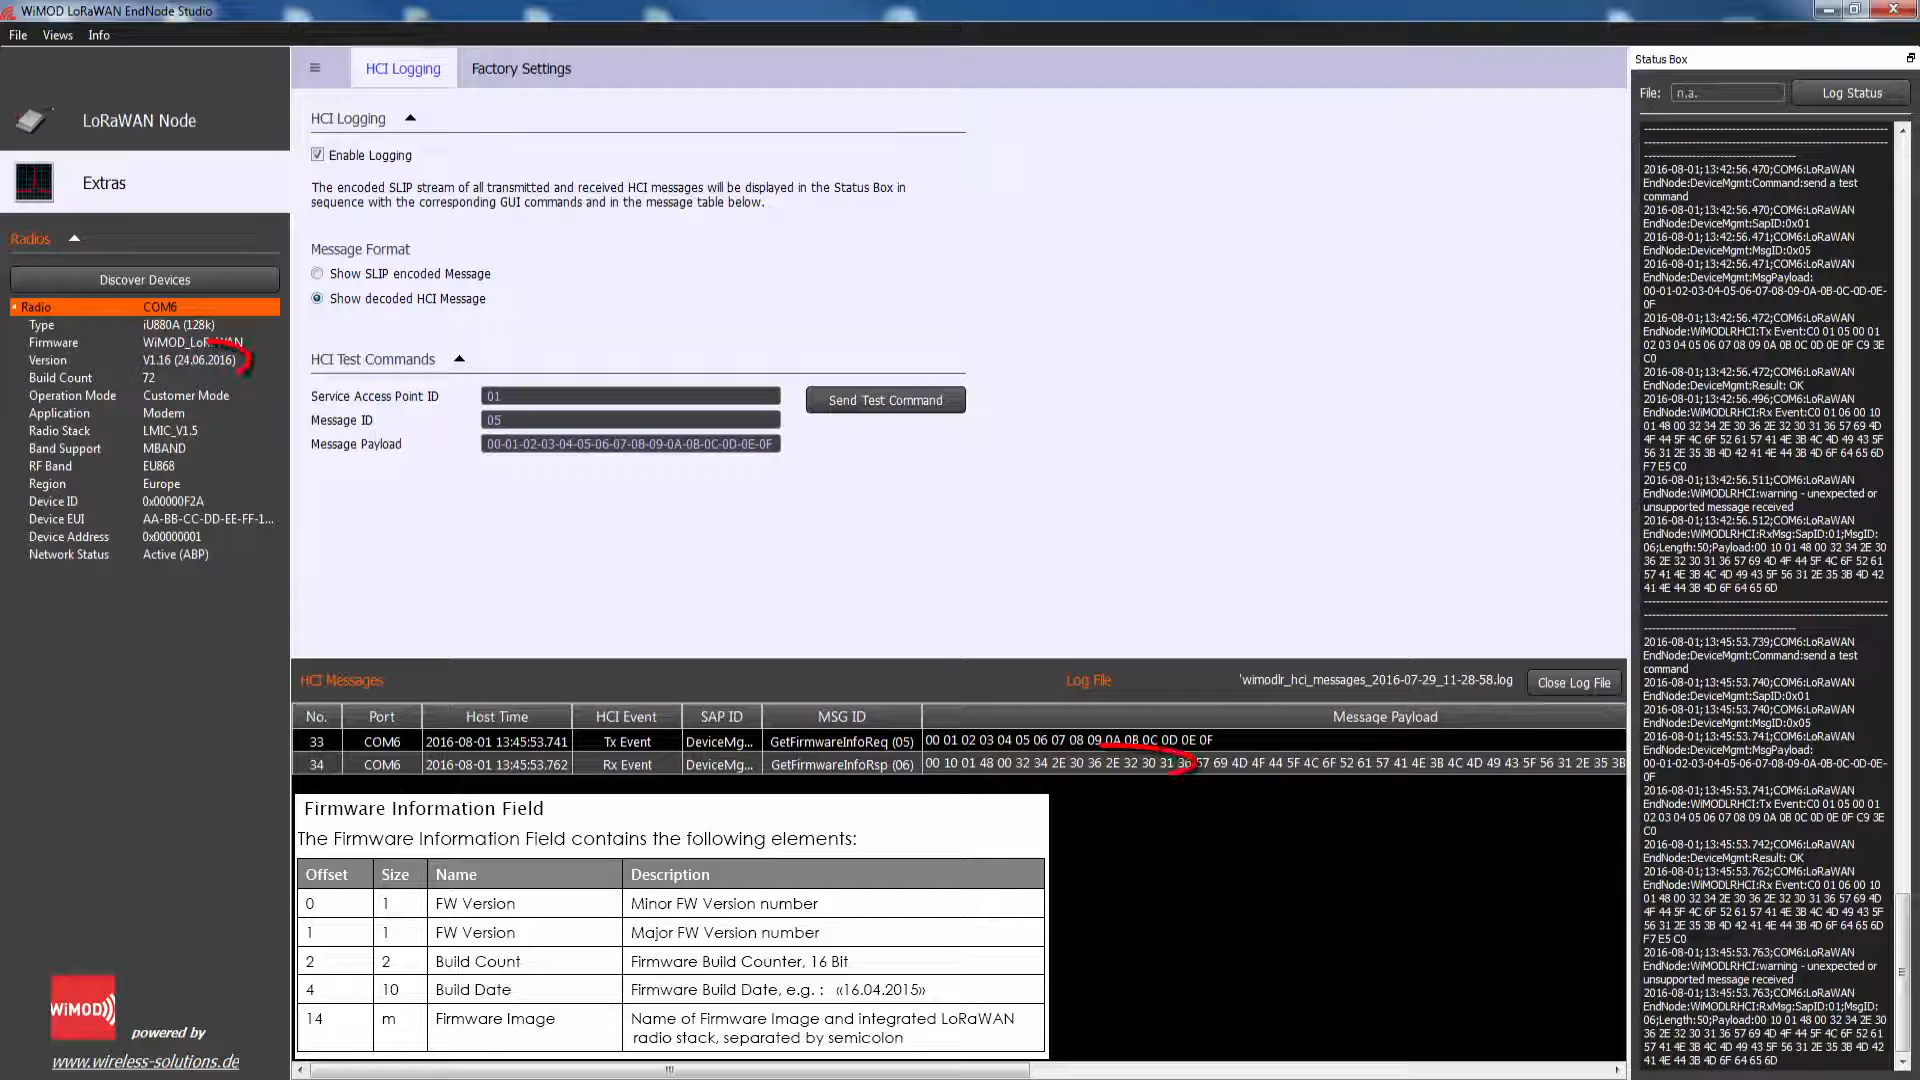 WiMOD LoRaWAN EndNode Studio
File Views Info
LoRaWAN Node
Extras
Radios
Discover Devices
Radio COM6
Type iU880A (128k)
Firmware WiMOD_LoRaWAN
Version V1.16 (24.06.2016)
Build Count 72
Operation Mode Customer Mode
Application Modem
Radio Stack LMIC_V1.5
Band Support MBAND
RF Band EU868
Region Europe
Device ID 0x00000F2A
Device EUI AA-BB-CC-DD-EE-FF-1...
Device Address 0x00000001
Network Status Active (ABP)
WiMOD
powered by
www.wireless-solutions.de
HCI Logging Factory Settings
HCI Logging
Enable Logging
The encoded SLIP stream of all transmitted and received HCI messages will be displayed in the Status Box in
sequence with the corresponding GUI commands and in the message table below.
Message Format
Show SLIP encoded Message
Show decoded HCI Message
HCI Test Commands
Service Access Point ID 01
Message ID 05
Message Payload 00-01-02-03-04-05-06-07-08-09-0A-0B-0C-0D-0E-0F
Send Test Command
HCI Messages Log File 'wimodlr_hci_messages_2016-07-29_11-28-58.log Close Log File
No. Port Host Time HCI Event SAP ID MSG ID Message Payload
33 COM6 2016-08-01 13:45:53.741 Tx Event DeviceMg... GetFirmwareInfoReq (05) 00 01 02 03 04 05 06 07 08 09 0A 0B 0C 0D 0E 0F
34 COM6 2016-08-01 13:45:53.762 Rx Event DeviceMg... GetFirmwareInfoRsp (06) 00 10 01 48 00 32 34 2E 30 36 2E 32 30 31 36 57 69 4D 4F 44 5F 4C 6F 52 61 57 41 4E 3B 4C 4D 49 43 5F 56 31 2E 35 3B
Firmware Information Field
The Firmware Information Field contains the following elements:
Offset Size Name Description
0 1 FW Version Minor FW Version number
1 1 FW Version Major FW Version number
2 2 Build Count Firmware Build Counter, 16 Bit
4 10 Build Date Firmware Build Date, e.g. : «16.04.2015»
14 m Firmware Image Name of Firmware Image and integrated LoRaWAN
radio stack, separated by semicolon
Status Box
File: n.a. Log Status
2016-08-01;13:42:56.470;COM6:LoRaWAN
EndNode:DeviceMgmt:Command:send a test
command
2016-08-01;13:42:56.470;COM6:LoRaWAN
EndNode:DeviceMgmt:SapID:0x01
2016-08-01;13:42:56.471;COM6:LoRaWAN
EndNode:DeviceMgmt:MsgID:0x05
2016-08-01;13:42:56.471;COM6:LoRaWAN
EndNode:DeviceMgmt:MsgPayload:
00-01-02-03-04-05-06-07-08-09-0A-0B-0C-0D-0E-
0F
2016-08-01;13:42:56.472;COM6:LoRaWAN
EndNode:WiMODLRHCI:Tx Event:C0 01 05 00 01
02 03 04 05 06 07 08 09 0A 0B 0C 0D 0E 0F C9 3E
C0
2016-08-01;13:42:56.472;COM6:LoRaWAN
EndNode:DeviceMgmt:Result: OK
2016-08-01;13:42:56.496;COM6:LoRaWAN
EndNode:WiMODLRHCI:Rx Event:C0 01 06 00 10
01 48 00 32 34 2E 30 36 2E 32 30 31 36 57 69 4D
4F 44 5F 4C 6F 52 61 57 41 4E 3B 4C 4D 49 43 5F
56 31 2E 35 3B 4D 42 41 4E 44 3B 4D 6F 64 65 6D
F7 E5 C0
2016-08-01;13:42:56.511;COM6:LoRaWAN
EndNode:WiMODLRHCI:warning - unexpected or
unsupported message received
2016-08-01;13:42:56.512;COM6:LoRaWAN
EndNode:WiMODLRHCI:RxMsg:SapID:01;MsgID:
06;Length:50;Payload:00 10 01 48 00 32 34 2E 30
36 2E 32 30 31 36 57 69 4D 4F 44 5F 4C 6F 52 61
57 41 4E 3B 4C 4D 49 43 5F 56 31 2E 35 3B 4D 42
41 4E 44 3B 4D 6F 64 65 6D
2016-08-01;13:45:53.739;COM6:LoRaWAN
EndNode:DeviceMgmt:Command:send a test
command
2016-08-01;13:45:53.740;COM6:LoRaWAN
EndNode:DeviceMgmt:SapID:0x01
2016-08-01;13:45:53.740;COM6:LoRaWAN
EndNode:DeviceMgmt:MsgID:0x05
2016-08-01;13:45:53.741;COM6:LoRaWAN
EndNode:DeviceMgmt:MsgPayload:
00-01-02-03-04-05-06-07-08-09-0A-0B-0C-0D-0E-
0F
2016-08-01;13:45:53.741;COM6:LoRaWAN
EndNode:WiMODLRHCI:Tx Event:C0 01 05 00 01
02 03 04 05 06 07 08 09 0A 0B 0C 0D 0E 0F C9 3E
C0
2016-08-01;13:45:53.742;COM6:LoRaWAN
EndNode:DeviceMgmt:Result: OK
2016-08-01;13:45:53.762;COM6:LoRaWAN
EndNode:WiMODLRHCI:Rx Event:C0 01 06 00 10
01 48 00 32 34 2E 30 36 2E 32 30 31 36 57 69 4D
4F 44 5F 4C 6F 52 61 57 41 4E 3B 4C 4D 49 43 5F
56 31 2E 35 3B 4D 42 41 4E 44 3B 4D 6F 64 65 6D
F7 E5 C0
2016-08-01;13:45:53.763;COM6:LoRaWAN
EndNode:WiMODLRHCI:warning - unexpected or
unsupported message received
2016-08-01;13:45:53.763;COM6:LoRaWAN
EndNode:WiMODLRHCI:RxMsg:SapID:01;MsgID:
06;Length:50;Payload:00 10 01 48 00 32 34 2E 30
36 2E 32 30 31 36 57 69 4D 4F 44 5F 4C 6F 52 61
57 41 4E 3B 4C 4D 49 43 5F 56 31 2E 35 3B 4D 42
41 4E 44 3B 4D 6F 64 65 6D